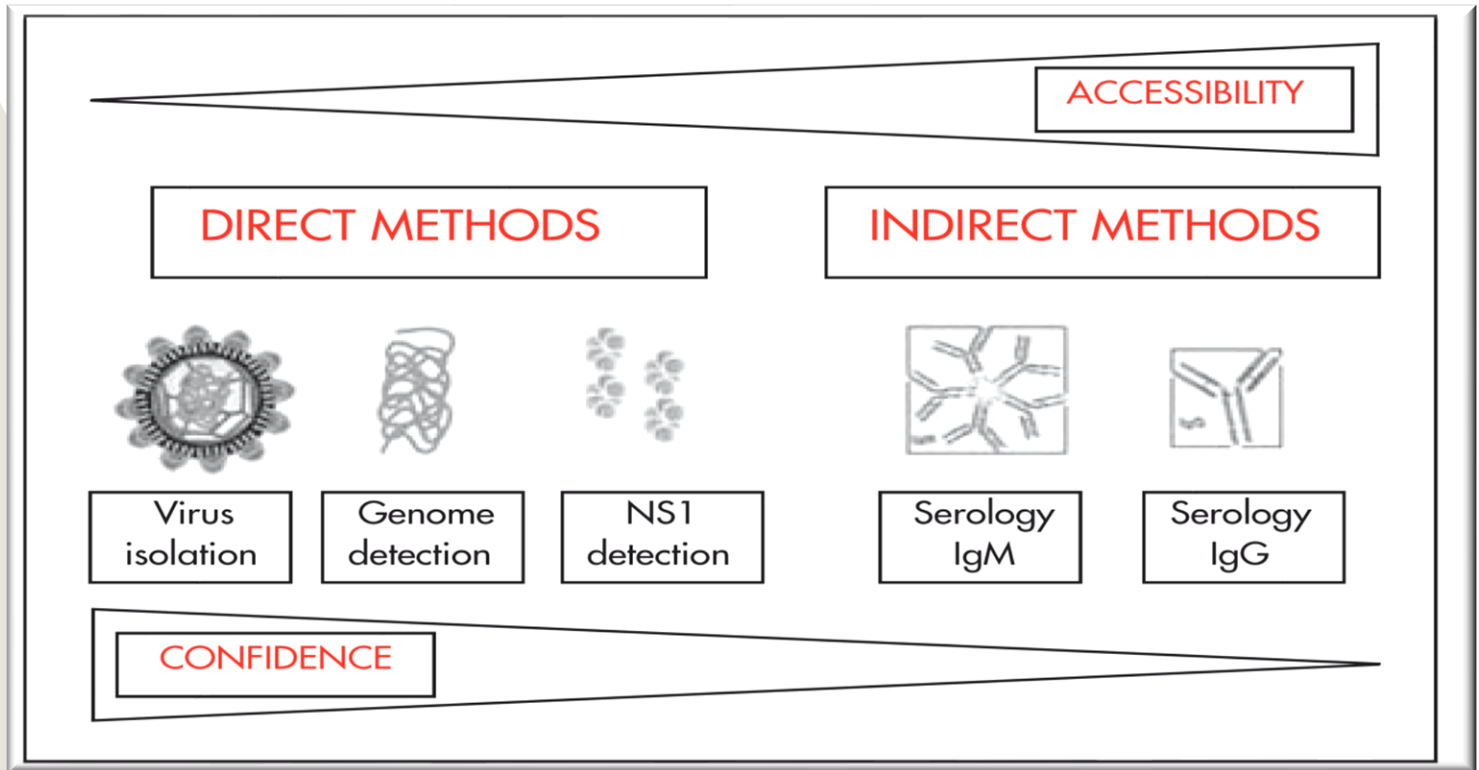 ACCESSIBILITY
DIRECT METHODS
INDIRECT METHODS
Virus
isolation
Genome
detection
NS1
detection
Serology
IgM
Serology
IgG
CONFIDENCE